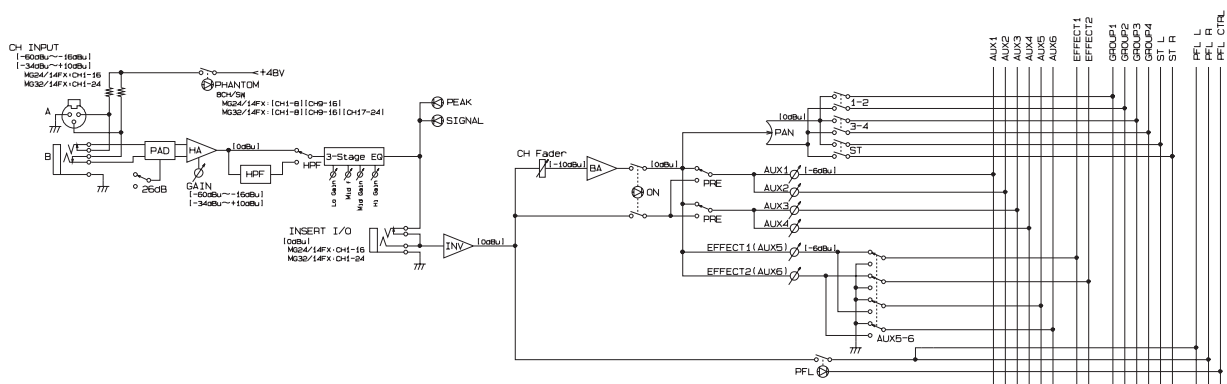 CH INPUT
[-60dBu~-16dBu]
[-34dBu~+10dBu]
MG24/14FX:CH1-16
MG32/14FX:CH1-24
A
B
+48V
PHANTOM
8CH/SW
MG24/14FX:[CH1-8][CH9-16]
MG32/14FX:[CH1-8][CH9-16][CH17-24]
PAD
26dB
HA
GAIN
[-60dBu~-16dBu]
[-34dBu~+10dBu]
[0dBu]
HPF
HPF
3-Stage EQ
Lo Gain
Mid f
Mid Gain
Hi Gain
PEAK
SIGNAL
INSERT I/O
[0dBu]
MG24/14FX:CH1-16
MG32/14FX:CH1-24
INV
[0dBu]
CH Fader
[-10dBu]
BA
ON
[0dBu]
PRE
PRE
[0dBu]
PAN
1-2
3-4
ST
AUX1
[-6dBu]
AUX2
AUX3
AUX4
EFFECT1(AUX5)
[-6dBu]
EFFECT2(AUX6)
AUX5-6
PFL
AUX1
AUX2
AUX3
AUX4
AUX5
AUX6
EFFECT1
EFFECT2
GROUP1
GROUP2
GROUP3
GROUP4
ST L
ST R
PFL L
PFL R
PFL CTRL